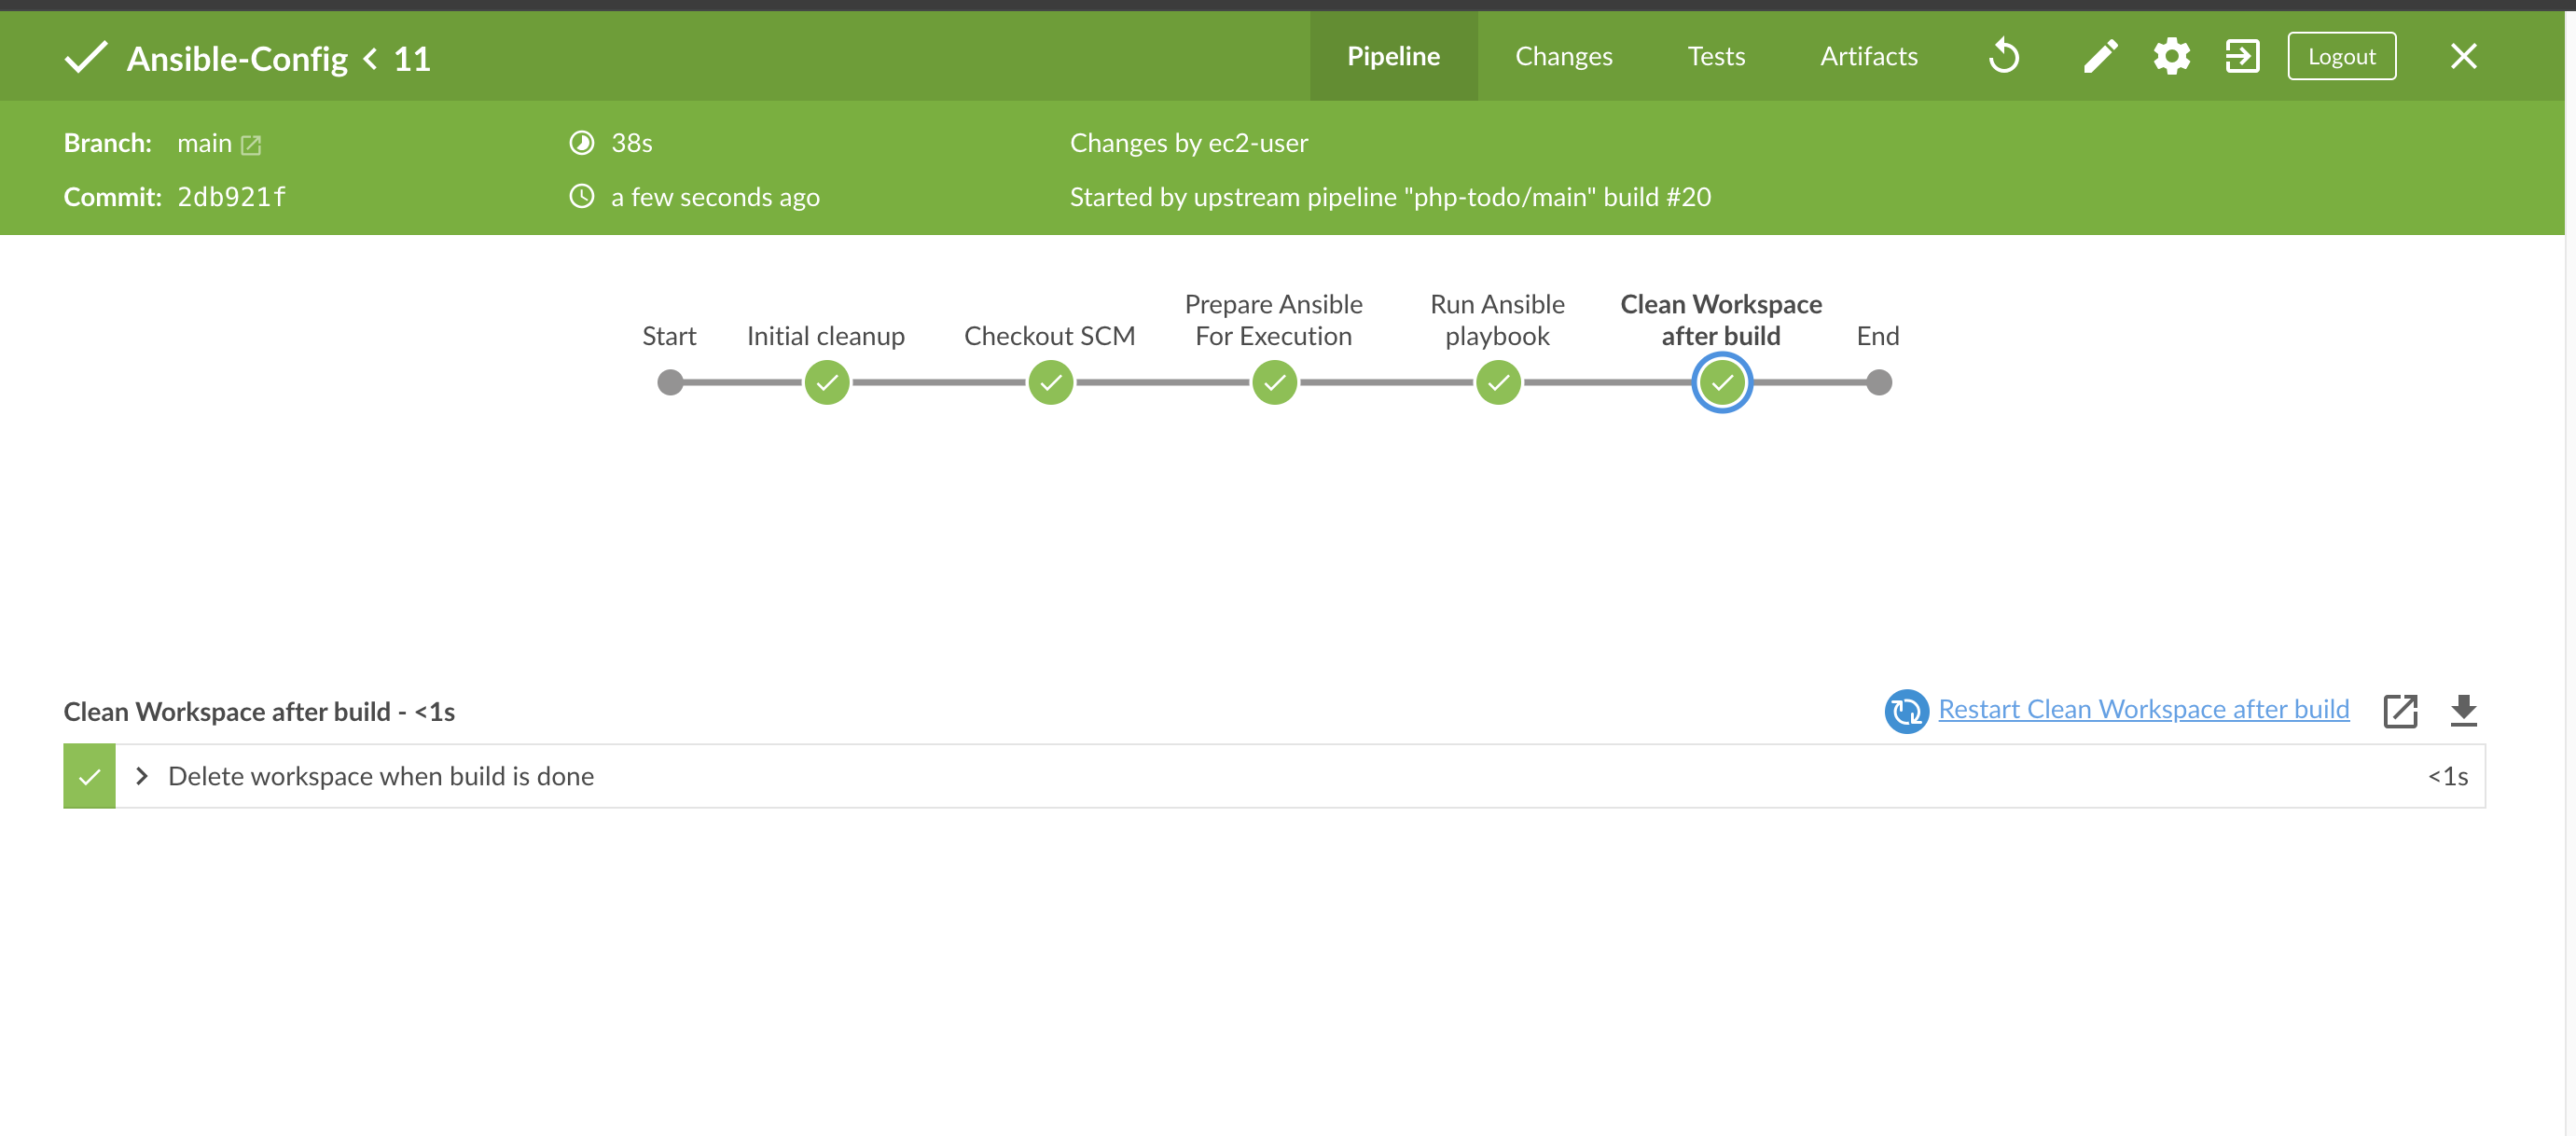 Ansible-Config < 11
Pipeline Changes Tests Artifacts Logout
Branch: main 38s Changes by ec2-user
Commit: 2db921f a few seconds ago Started by upstream pipeline "php-todo/main" build #20
Start
Initial cleanup
Checkout SCM
Prepare Ansible
For Execution
Run Ansible
playbook
Clean Workspace
after build
End
Clean Workspace after build - <1s Restart Clean Workspace after build
Delete workspace when build is done <1s